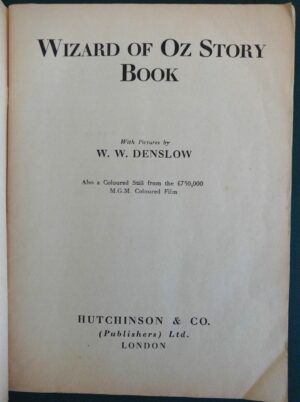 WIZARD OF OZ STORY
BOOK
With Pictures by
W. W. DENSLOW
Also a Coloured Still from the £750,000
M.G.M. Coloured Film
HUTCHINSON & CO.
(Publishers) Ltd.
LONDON